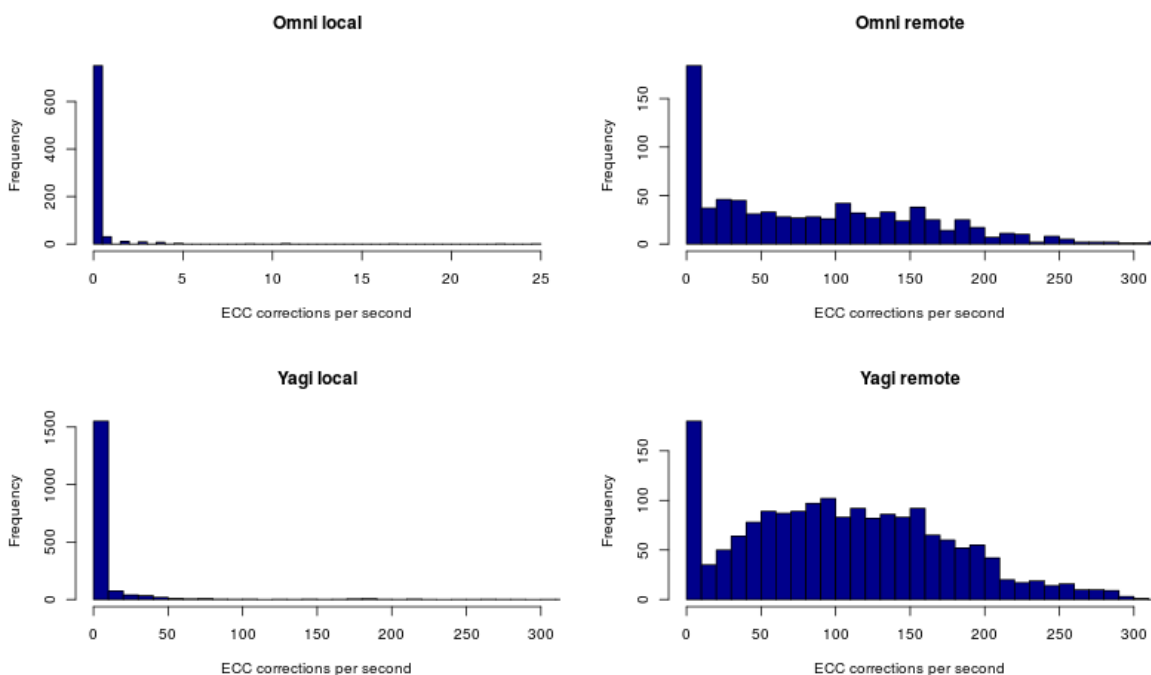 Omni local
Frequency
0 200 400 600
0 5 10 15 20 25
ECC corrections per second
Omni remote
Frequency
0 50 100 150
0 50 100 150 200 250 300
ECC corrections per second
Yagi local
Frequency
0 500 1000 1500
0 50 100 150 200 250 300
ECC corrections per second
Yagi remote
Frequency
0 50 100 150
0 50 100 150 200 250 300
ECC corrections per second